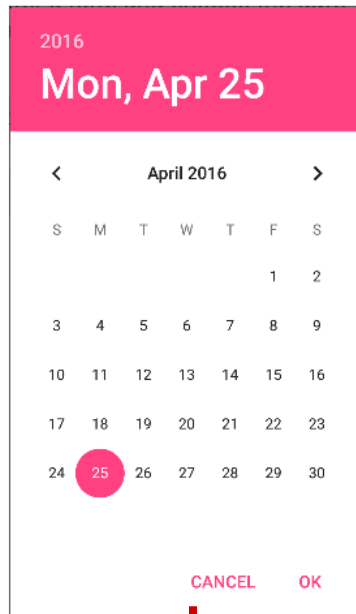 2016
Mon, Apr 25
April 2016
S M T W T F S
1 2
3 4 5 6 7 8 9
10 11 12 13 14 15 16
17 18 19 20 21 22 23
24 25 26 27 28 29 30
CANCEL OK